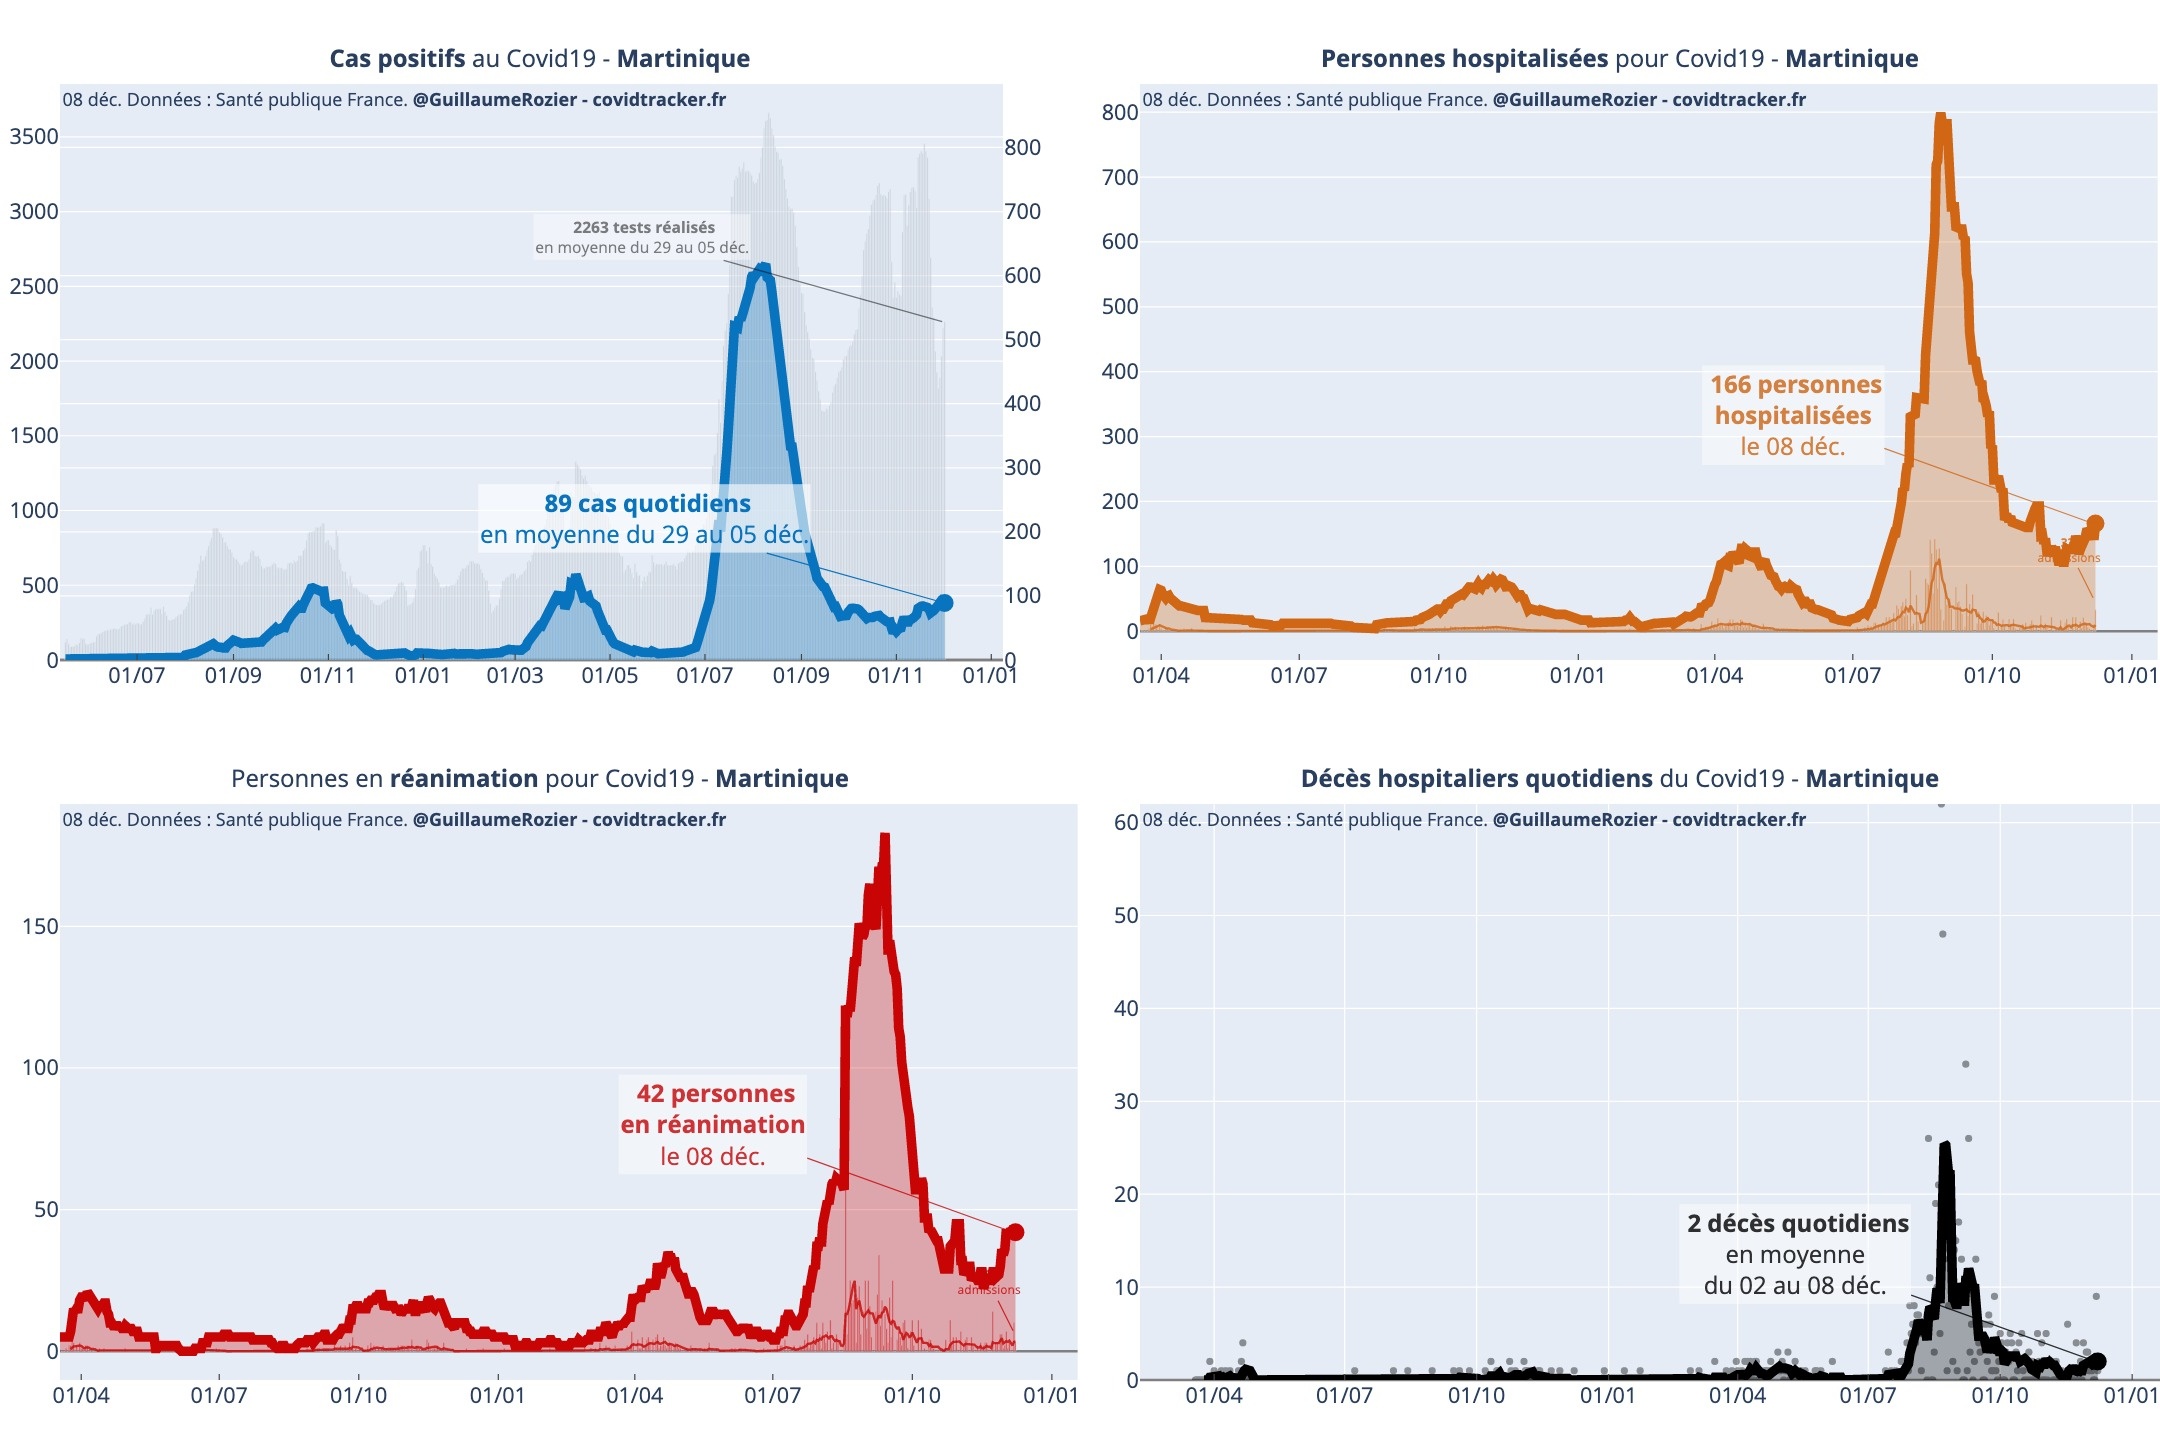 Cas positifs au Covid19 - Martinique
08 déc. Données : Santé publique France. @GuillaumeRozier - covidtracker.fr
3500
3000
2500
2000
1500
1000
500
0
800
700
600
500
400
300
200
100
0
2263 tests réalisés
en moyenne du 29 au 05 déc.
89 cas quotidiens
en moyenne du 29 au 05 déc.
01/07 01/09 01/11 01/01 01/03 01/05 01/07 01/09 01/11 01/01
Personnes hospitalisées pour Covid19 - Martinique
08 déc. Données : Santé publique France. @GuillaumeRozier - covidtracker.fr
800
700
600
500
400
300
200
100
0
166 personnes
hospitalisées
le 08 déc.
01/04 01/07 01/10 01/01 01/04 01/07 01/10 01/01
Personnes en réanimation pour Covid19 - Martinique
08 déc. Données : Santé publique France. @GuillaumeRozier - covidtracker.fr
150
100
50
0
42 personnes
en réanimation
le 08 déc.
admissions
01/04 01/07 01/10 01/01 01/04 01/07 01/10 01/01
Décès hospitaliers quotidiens du Covid19 - Martinique
08 déc. Données : Santé publique France. @GuillaumeRozier - covidtracker.fr
60
50
40
30
20
10
0
2 décès quotidiens
en moyenne
du 02 au 08 déc.
01/04 01/07 01/10 01/01 01/04 01/07 01/10 01/01